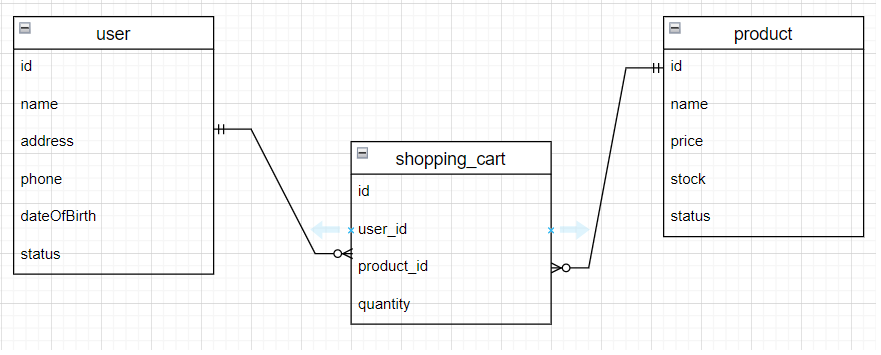 user
id
name
address
phone
dateOfBirth
status
shopping_cart
id
user_id
product_id
quantity
product
id
name
price
stock
status